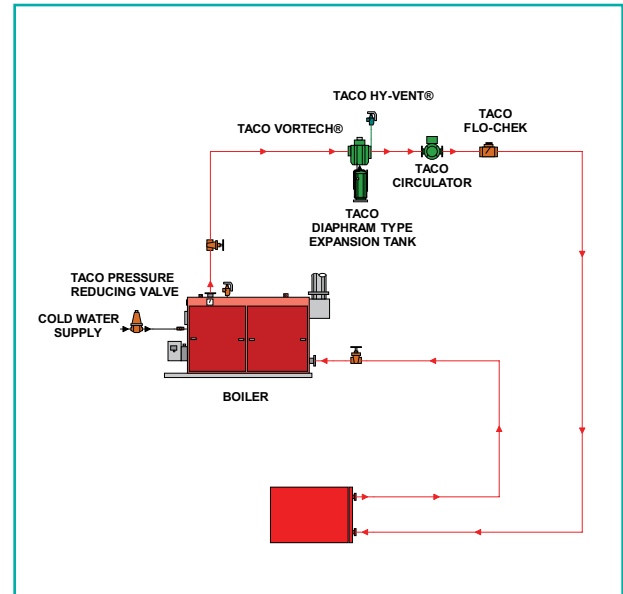 TACO HY-VENT®
TACO
FLO-CHEK
TACO VORTECH®
TACO
CIRCULATOR
TACO
DIAPHRAM TYPE
EXPANSION TANK
TACO PRESSURE
REDUCING VALVE
COLD WATER
SUPPLY
BOILER